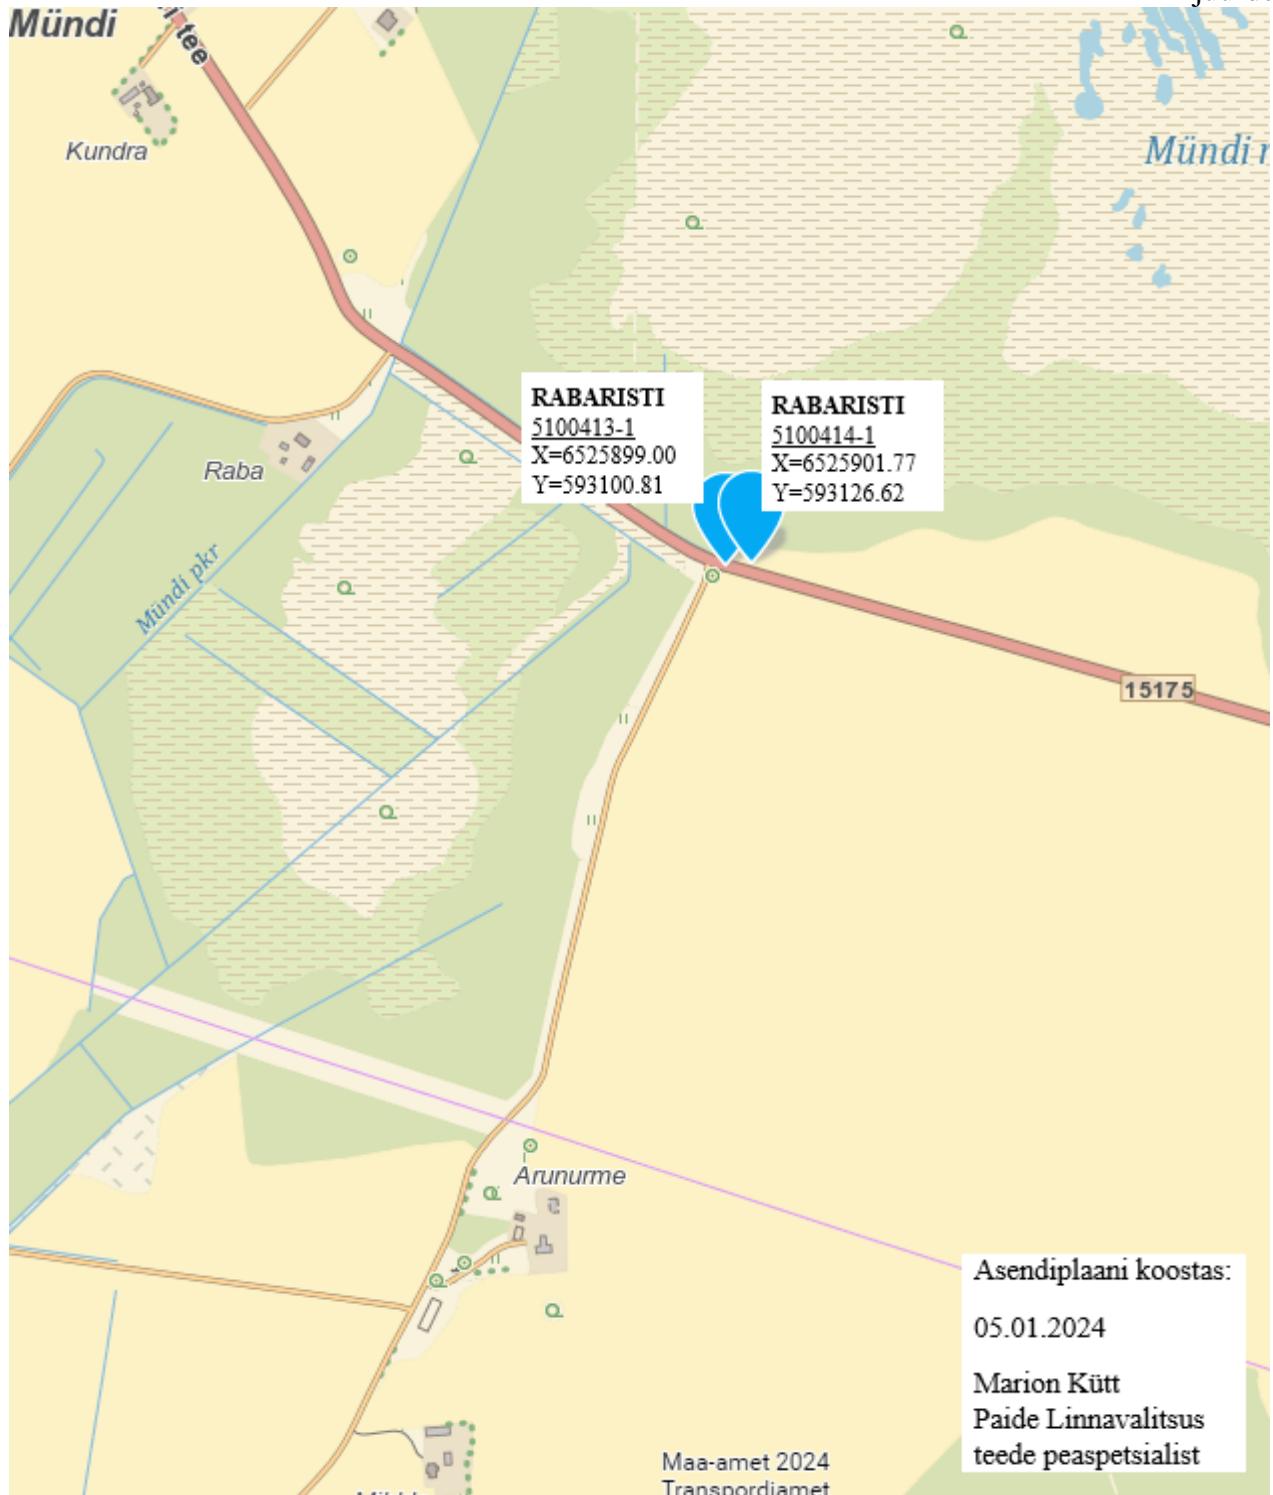 Mündi
tee
Kundra
Mündi
RABARISTI
5100413-1
X=6525899.00
Y=593100.81
RABARISTI
5100414-1
X=6525901.77
Y=593126.62
Raba
Mündi pkr
15175
Arunurme
Asendiplaani koostas:
05.01.2024
Marion Kütt
Paide Linnavalitsus
teede peaspetsialist
Maa-amet 2024
Transpordiamet